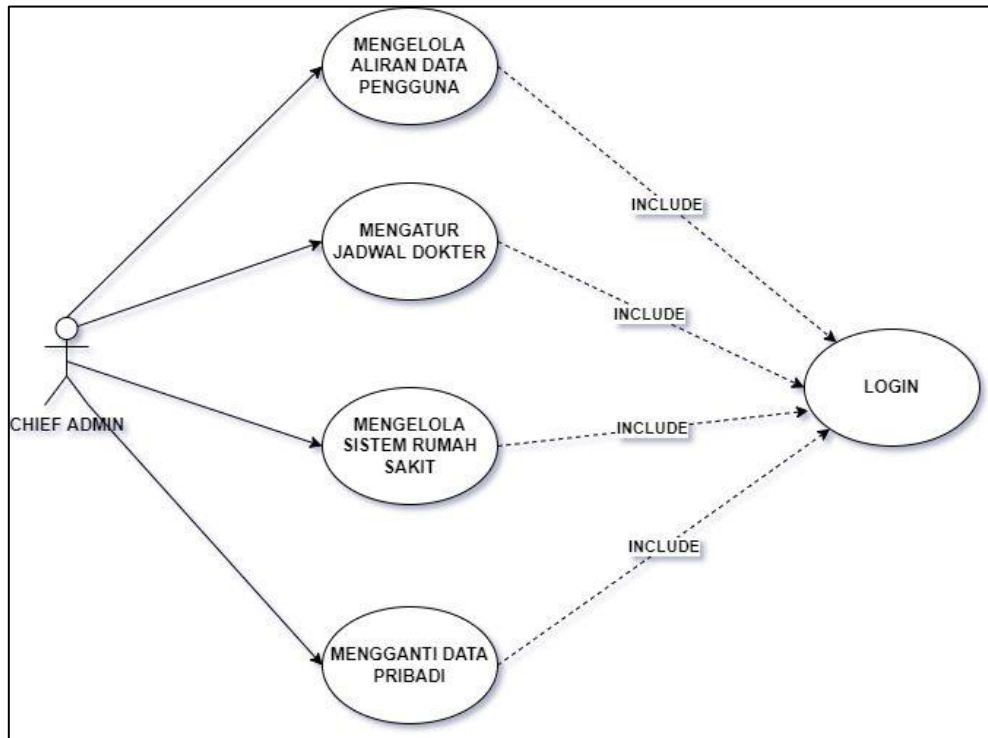 MENGELOLA
ALIRAN DATA
PENGGUNA
INCLUDE
MENGATUR
JADWAL DOKTER
INCLUDE
LOGIN
CHIEF ADMIN
MENGELOLA
SISTEM RUMAH
SAKIT
INCLUDE
INCLUDE
MENGGANTI DATA
PRIBADI